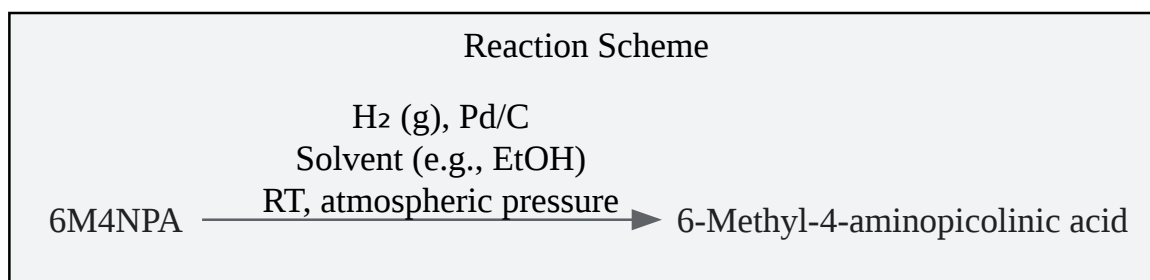 Reaction Scheme
H₂ (g), Pd/C
Solvent (e.g., EtOH)
RT, atmospheric pressure
6M4NPA
6-Methyl-4-aminopicolinic acid